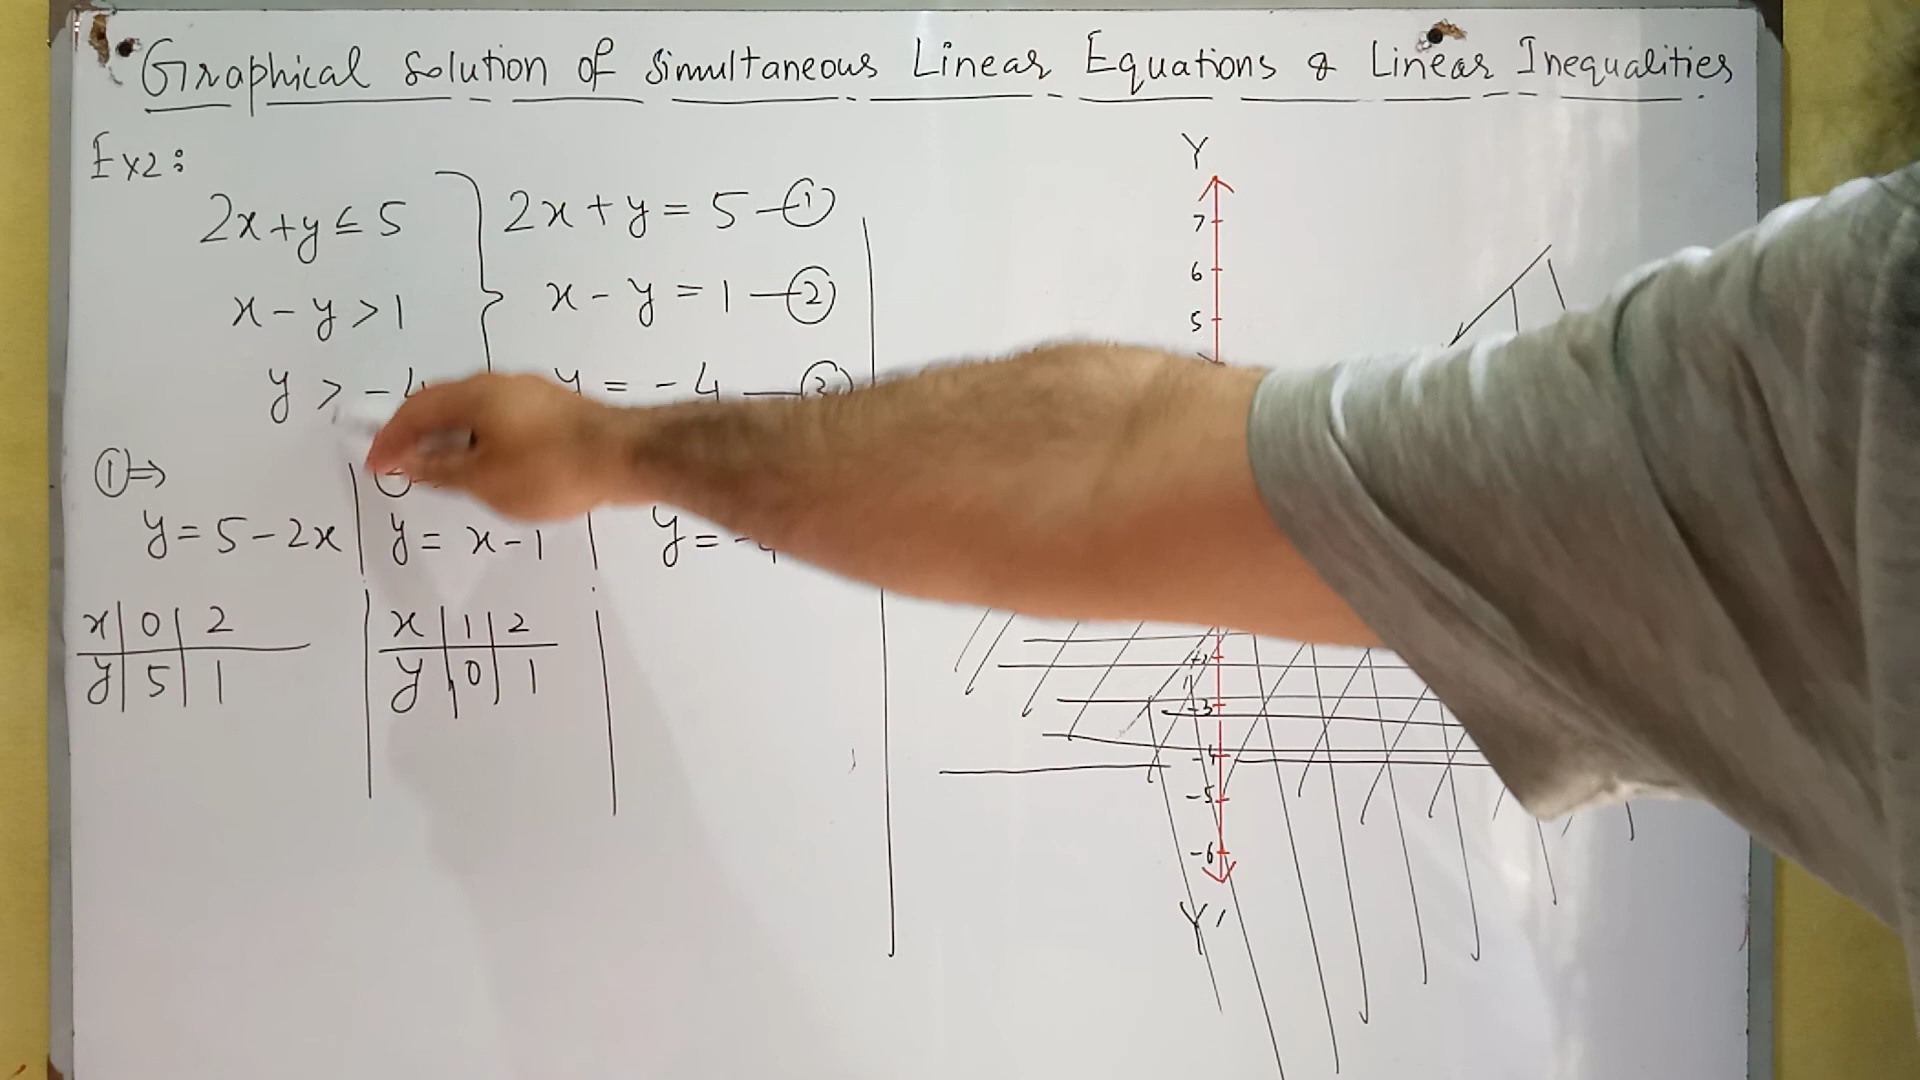 Graphical Solution of Simultaneous Linear Equations & Linear Inequalities
Ex2:
2x+y ≤ 5
x - y > 1
y > -4
2x + y = 5 — ①
x - y = 1 — ②
y = -4 — ③
①⇒
y = 5 - 2x
x | 0 | 2
y | 5 | 1
y = x - 1
x | 1 | 2
y | 0 | 1
y = -4
Y
7
6
5
-3
-4
-5
-6
Y'